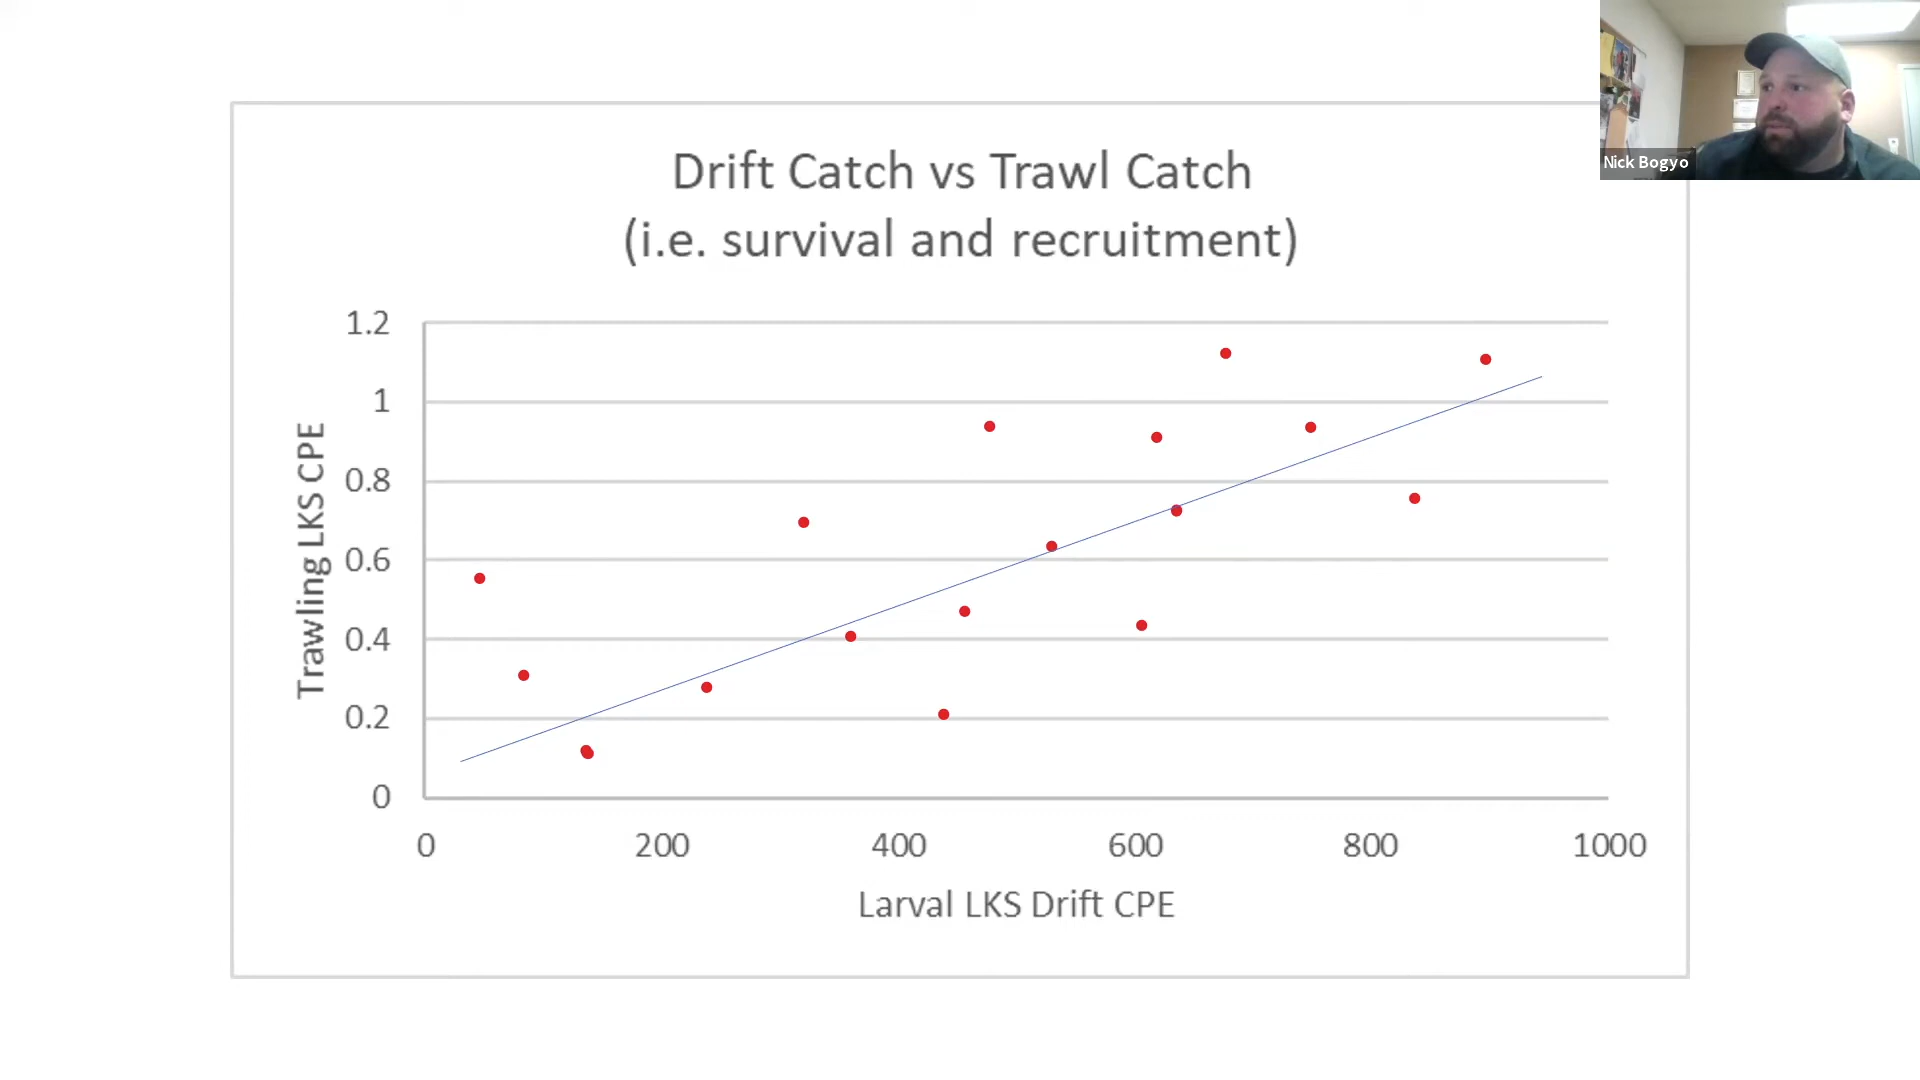 Drift Catch vs Trawl Catch
(i.e. survival and recruitment)
Nick Bogyo
Trawling LKS CPE
1.2
1
0.8
0.6
0.4
0.2
0
0 200 400 600 800 1000
Larval LKS Drift CPE